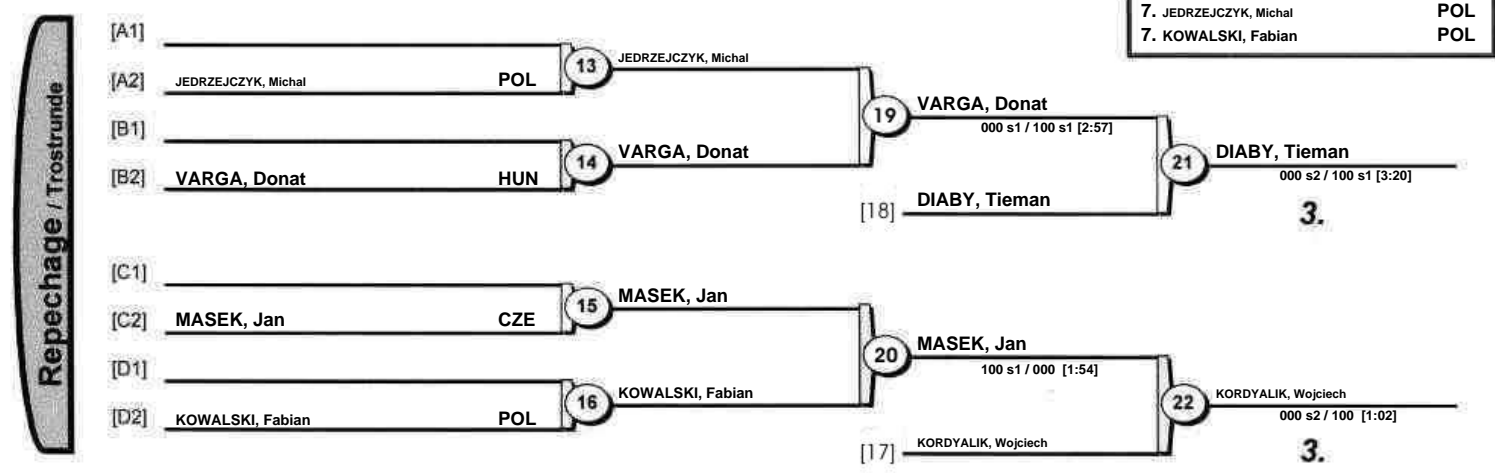 7. JEDRZEJCZYK, Michal POL
7. KOWALSKI, Fabian POL
Repechage / Trostrunde
[A1]
[A2] JEDRZEJCZYK, Michal POL
13 JEDRZEJCZYK, Michal
[B1]
[B2] VARGA, Donat HUN
14 VARGA, Donat
19 VARGA, Donat
000 s1 / 100 s1 [2:57]
[18] DIABY, Tieman
21 DIABY, Tieman
000 s2 / 100 s1 [3:20]
3.
[C1]
[C2] MASEK, Jan CZE
15 MASEK, Jan
[D1]
[D2] KOWALSKI, Fabian POL
16 KOWALSKI, Fabian
20 MASEK, Jan
100 s1 / 000 [1:54]
[17] KORDYALIK, Wojciech
22 KORDYALIK, Wojciech
000 s2 / 100 [1:02]
3.